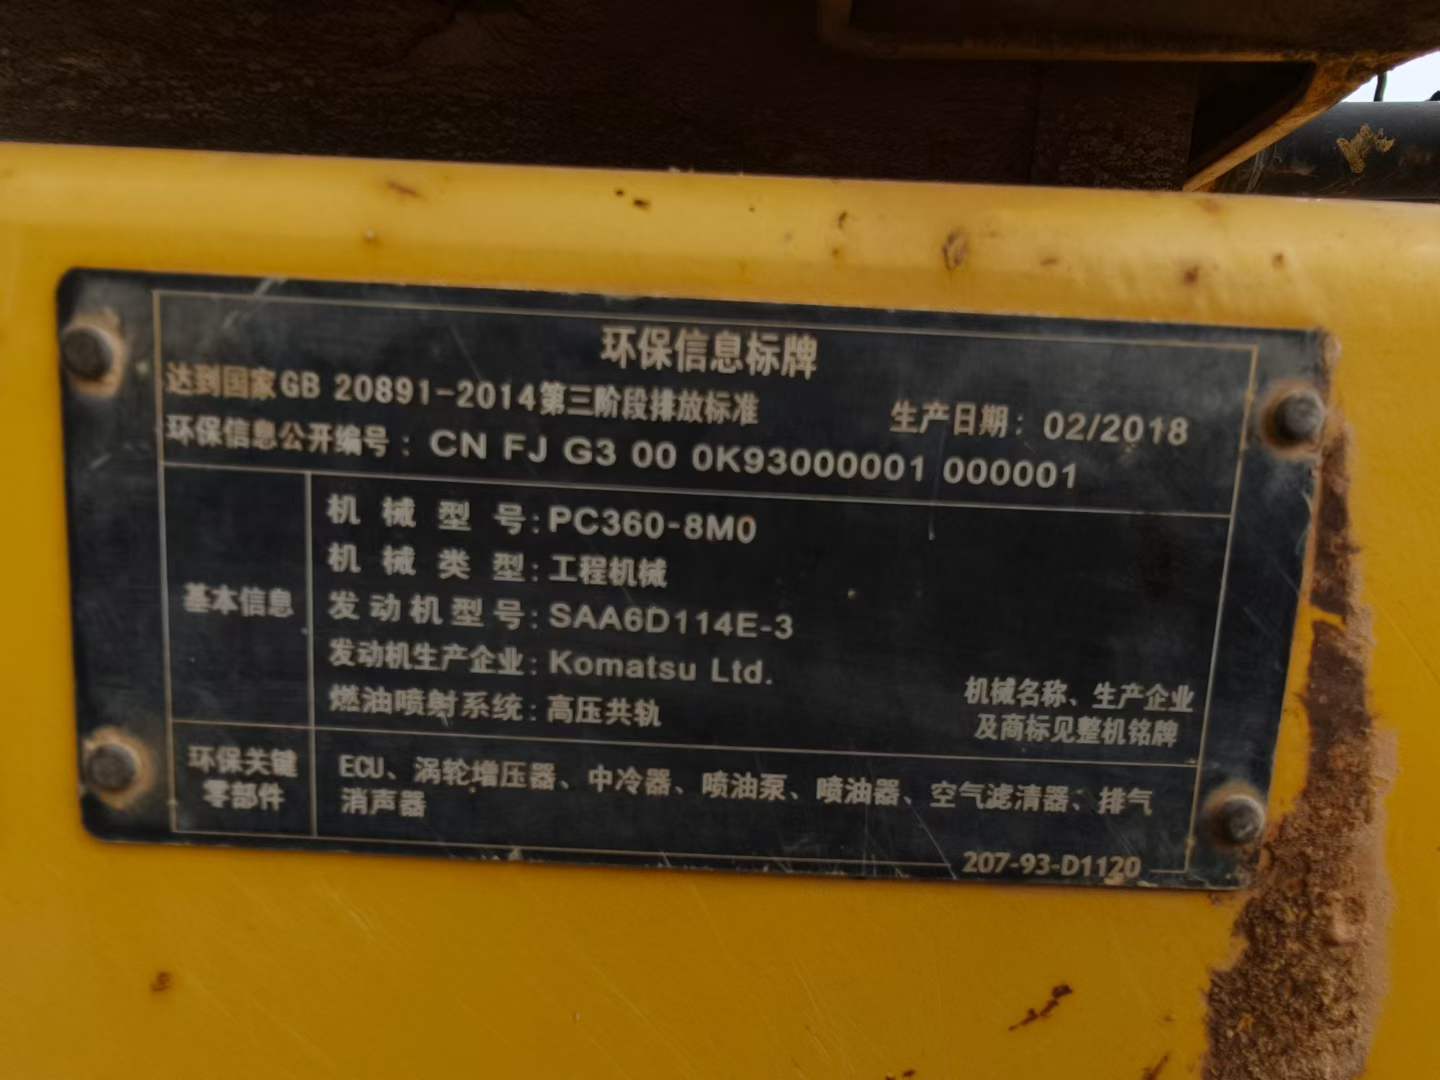 环保信息标牌
达到国家GB 20891-2014第三阶段排放标准 生产日期：02/2018
环保信息公开编号：CN FJ G3 00 0K93000001 000001
基本信息
机械型号：PC360-8M0
机械类型：工程机械
发动机型号：SAA6D114E-3
发动机生产企业：Komatsu Ltd.
燃油喷射系统：高压共轨
机械名称、生产企业
及商标见整机铭牌
环保关键
零部件
ECU、涡轮增压器、中冷器、喷油泵、喷油器、空气滤清器、排气
消声器
207-93-D1120